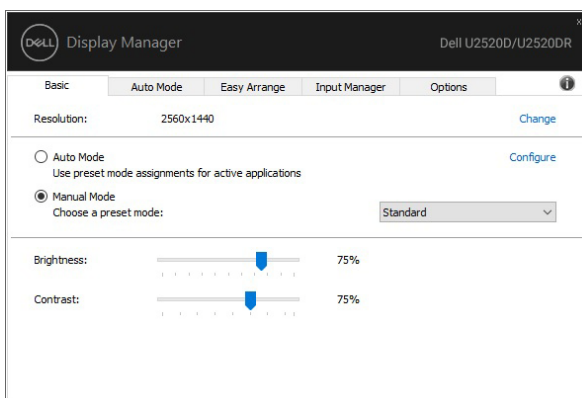 DELL Display Manager Dell U2520D/U2520DR
x
Basic Auto Mode Easy Arrange Input Manager Options i
Resolution: 2560x1440 Change
Auto Mode Configure
Use preset mode assignments for active applications
Manual Mode
Choose a preset mode: Standard
Brightness: 75%
Contrast: 75%